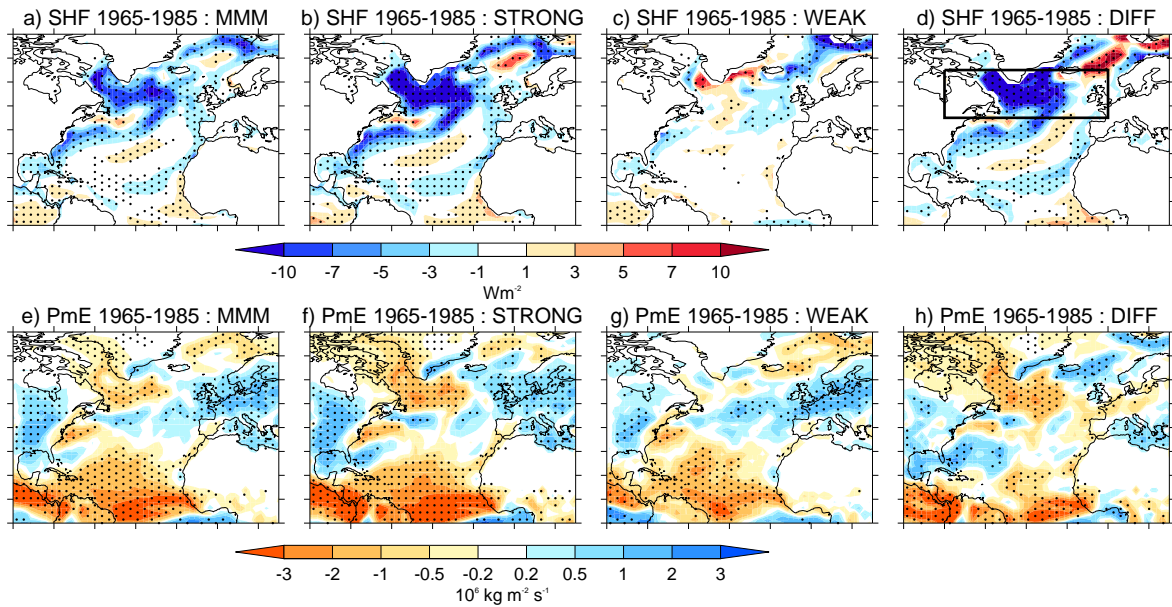 a) SHF 1965-1985 : MMM
b) SHF 1965-1985 : STRONG
c) SHF 1965-1985 : WEAK
d) SHF 1965-1985 : DIFF
-10 -7 -5 -3 -1 1 3 5 7 10
Wm-2
e) PmE 1965-1985 : MMM
f) PmE 1965-1985 : STRONG
g) PmE 1965-1985 : WEAK
h) PmE 1965-1985 : DIFF
-3 -2 -1 -0.5 -0.2 0.2 0.5 1 2 3
10⁶ kg m⁻² s⁻¹